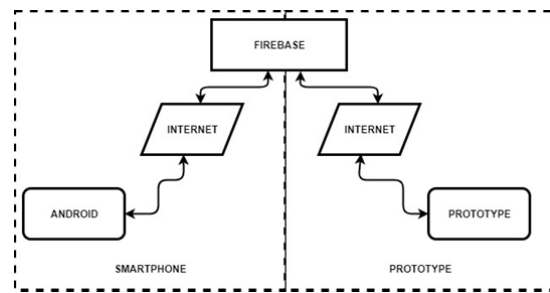 FIREBASE
INTERNET
INTERNET
ANDROID
PROTOTYPE
SMARTPHONE
PROTOTYPE